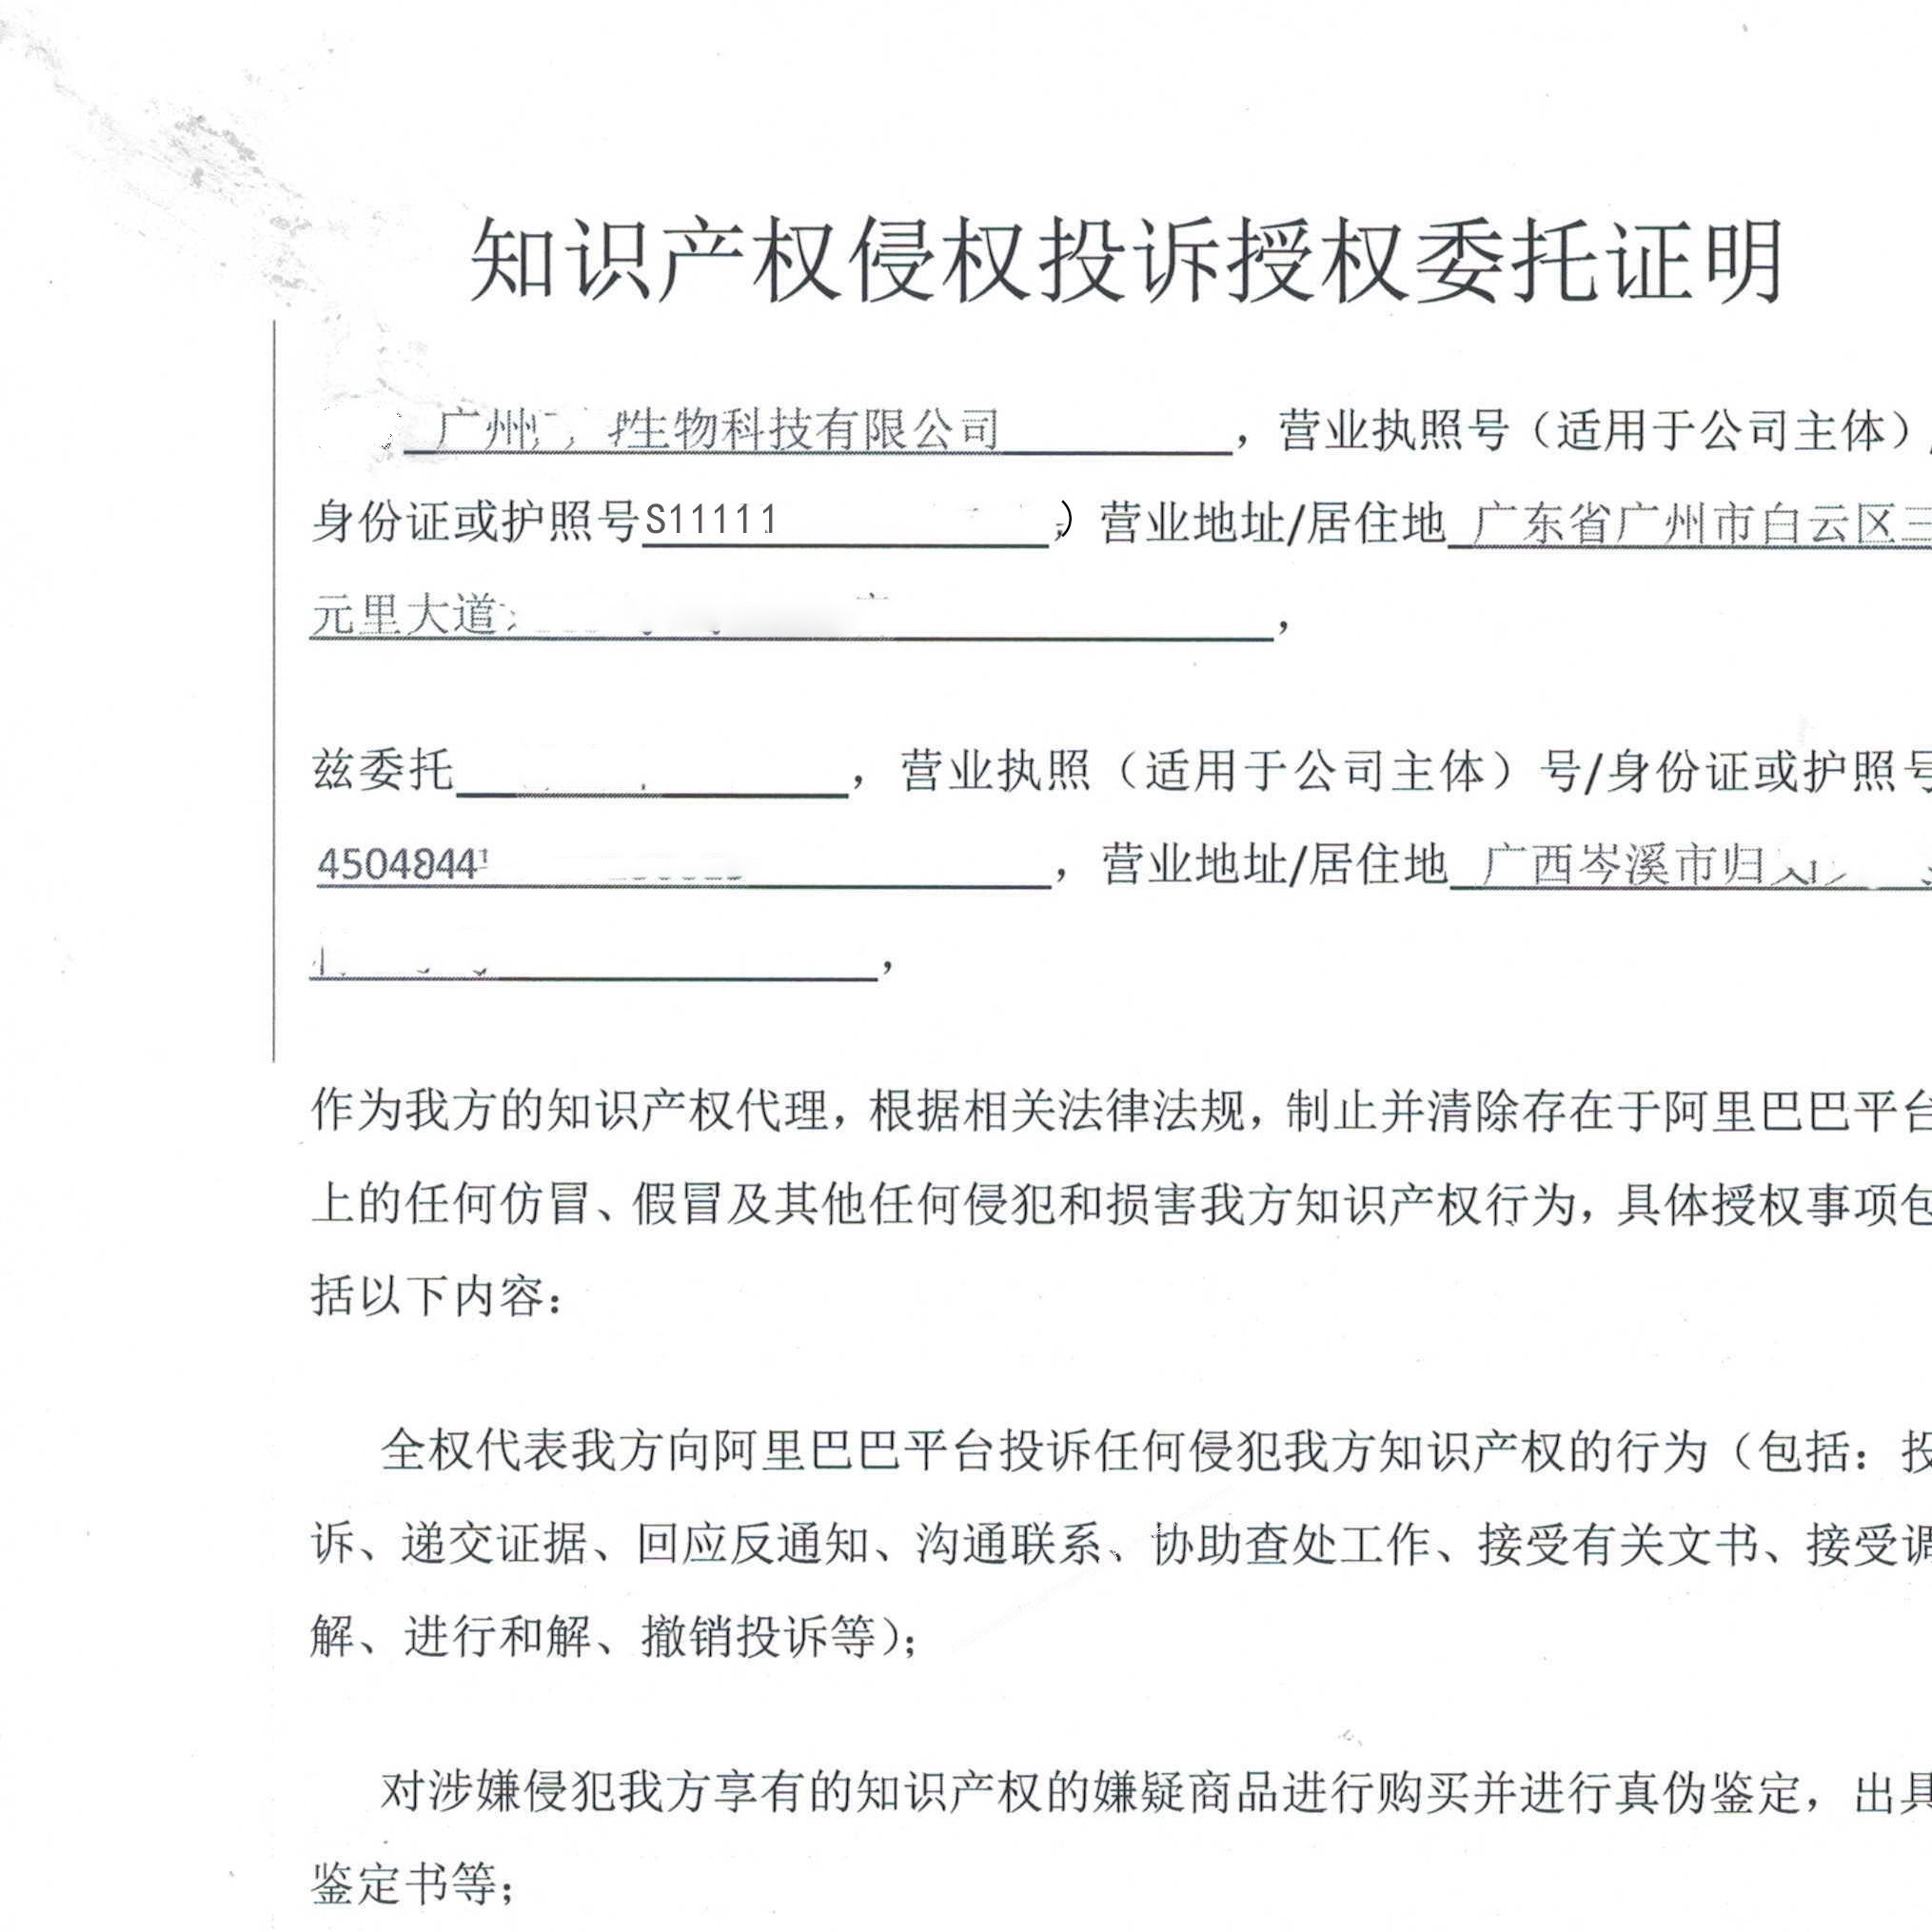 知识产权侵权投诉授权委托证明
广州 生物科技有限公司 ，营业执照号（适用于公司主体）
身份证或护照号S11111 ）营业地址/居住地 广东省广州市白云区三
元里大道 ，
兹委托 ，营业执照（适用于公司主体）号/身份证或护照号
4504844 ，营业地址/居住地 广西岑溪市归
，
作为我方的知识产权代理，根据相关法律法规，制止并清除存在于阿里巴巴平台
上的任何仿冒、假冒及其他任何侵犯和损害我方知识产权行为，具体授权事项包
括以下内容：
全权代表我方向阿里巴巴平台投诉任何侵犯我方知识产权的行为（包括：投
诉、递交证据、回应反通知、沟通联系、协助查处工作、接受有关文书、接受调
解、进行和解、撤销投诉等）；
对涉嫌侵犯我方享有的知识产权的嫌疑商品进行购买并进行真伪鉴定，出具
鉴定书等；